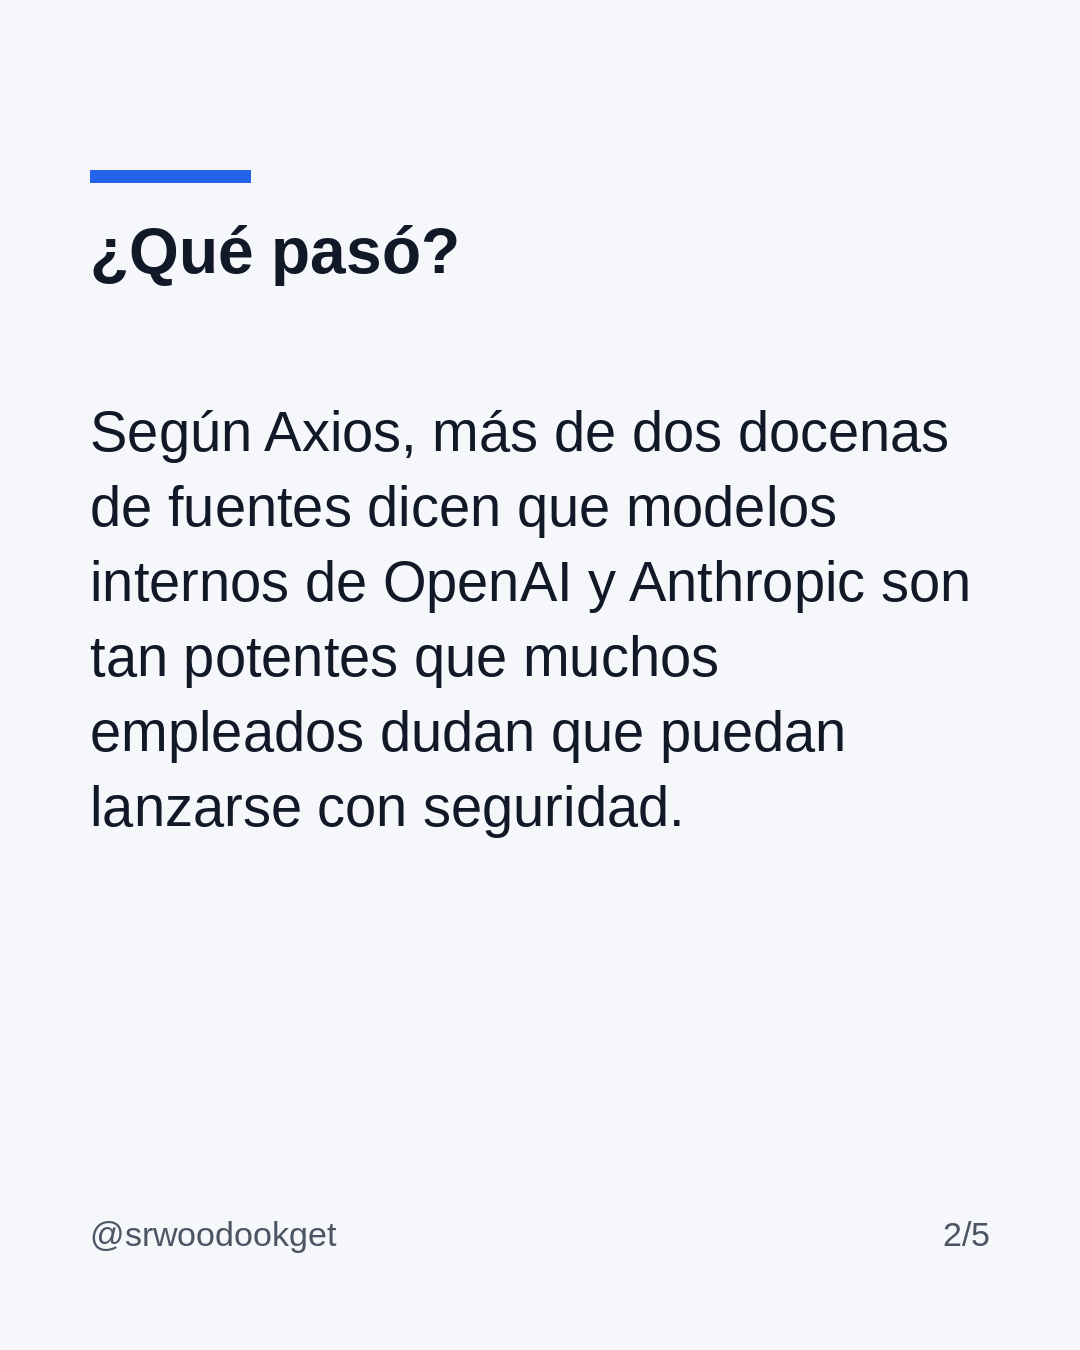 ¿Qué pasó?
Según Axios, más de dos docenas
de fuentes dicen que modelos
internos de OpenAI y Anthropic son
tan potentes que muchos
empleados dudan que puedan
lanzarse con seguridad.
@srwoodookget
2/5